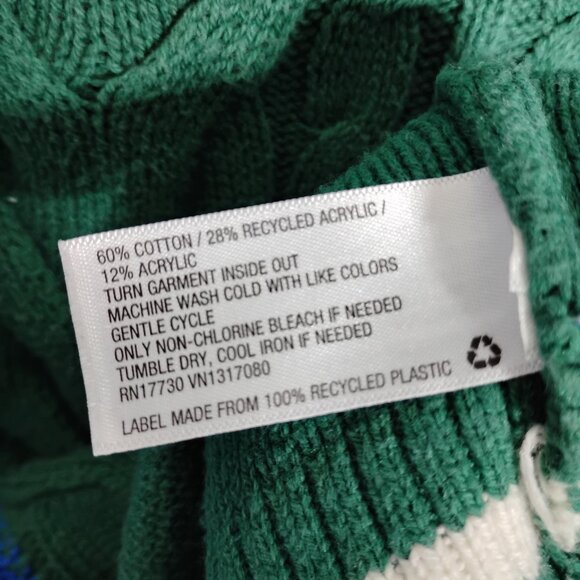 60% COTTON / 28% RECYCLED ACRYLIC /
12% ACRYLIC
TURN GARMENT INSIDE OUT
MACHINE WASH COLD WITH LIKE COLORS
GENTLE CYCLE
ONLY NON-CHLORINE BLEACH IF NEEDED
TUMBLE DRY, COOL IRON IF NEEDED
RN17730 VN1317080
LABEL MADE FROM 100% RECYCLED PLASTIC